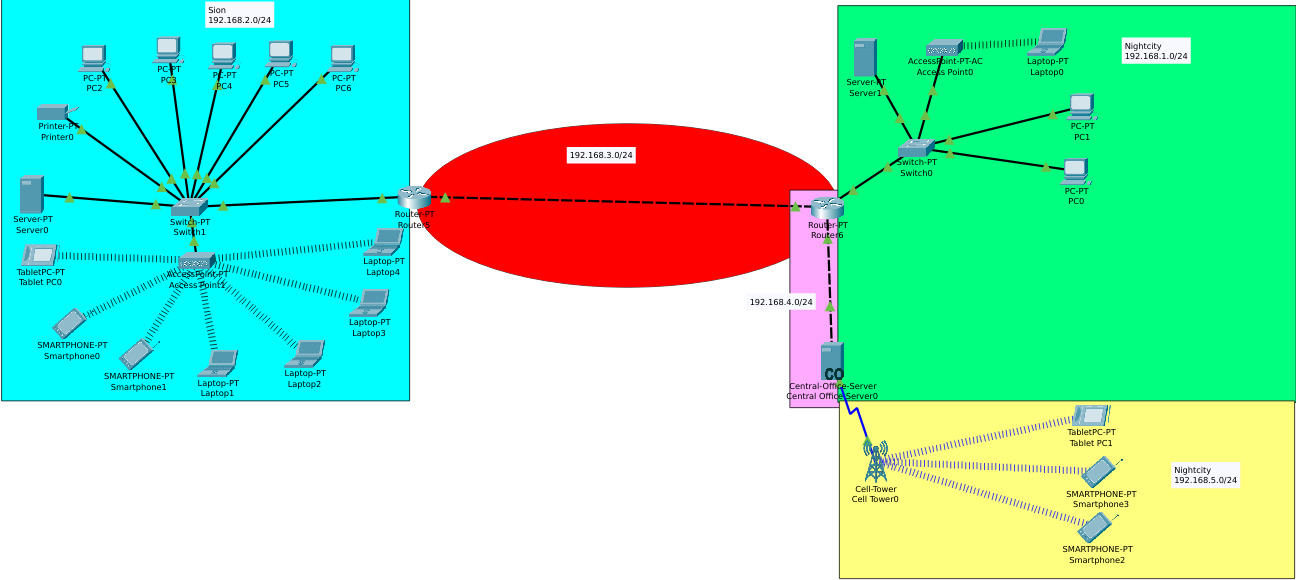 Sion
192.168.2.0/24
PC-PT
PC2
PC-PT
PC3
PC-PT
PC4
PC-PT
PC5
PC-PT
PC6
Printer-PT
Printer0
Server-PT
Server0
Switch-PT
Switch1
TabletPC-PT
Tablet PC0
AccessPoint-PT
Access Point1
Laptop-PT
Laptop4
SMARTPHONE-PT
Smartphone0
SMARTPHONE-PT
Smartphone1
Laptop-PT
Laptop1
Laptop-PT
Laptop2
Laptop-PT
Laptop3
Router-PT
Router5
192.168.3.0/24
Router-PT
Router6
192.168.4.0/24
CO
Central-Office-Server
Central Office Server0
Nightcity
192.168.1.0/24
Server-PT
Server1
AccessPoint-PT-AC
Access Point0
Laptop-PT
Laptop0
PC-PT
PC1
Switch-PT
Switch0
PC-PT
PC0
Cell-Tower
Cell Tower0
TabletPC-PT
Tablet PC1
SMARTPHONE-PT
Smartphone3
SMARTPHONE-PT
Smartphone2
Nightcity
192.168.5.0/24